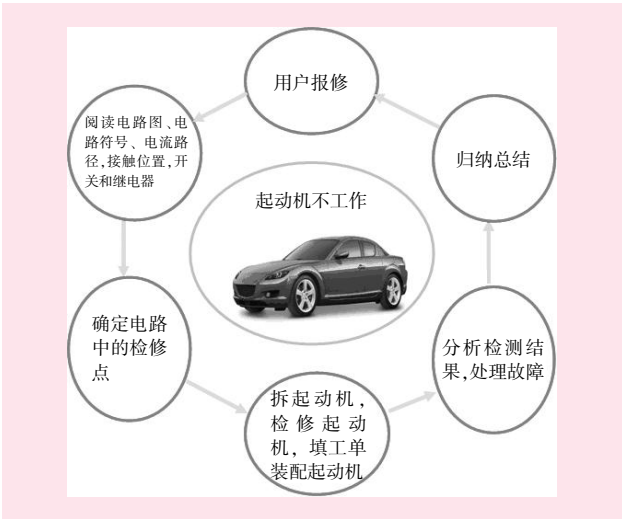 用户报修
阅读电路图、电
路符号、电流路
径,接触位置,开
关和继电器
归纳总结
起动机不工作
确定电路
中的检修
点
分析检测结
果,处理故障
拆起动机,
检修起动
机,填工单
装配起动机